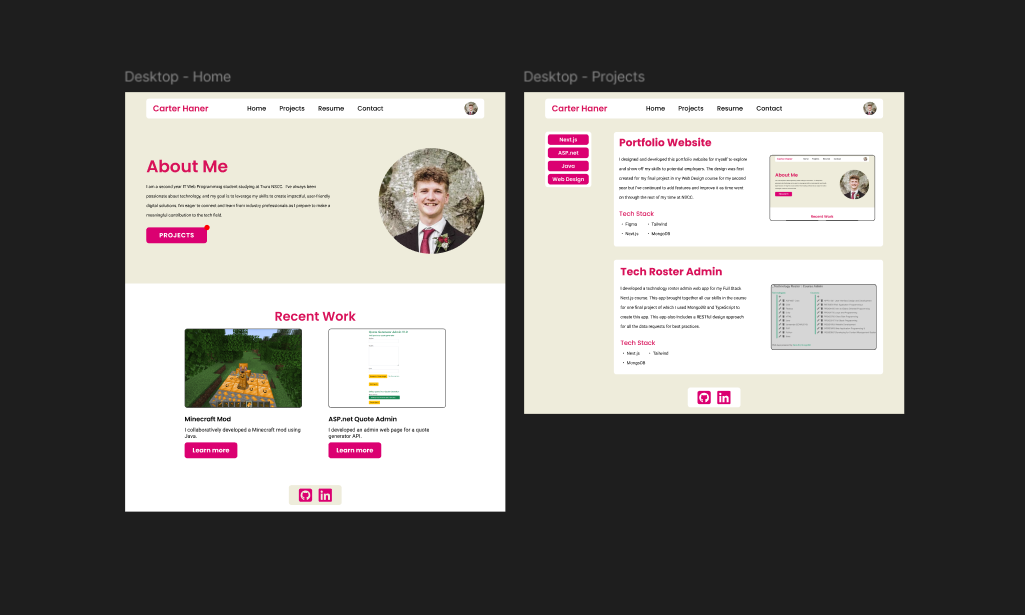 Desktop - Home
Carter Haner
Home Projects Resume Contact
About Me
I am a second year IT Web Programming student studying at Truro NSCC. I've always been
passionate about technology, and my goal is to leverage my skills to create impactful, user-friendly
digital solutions. I'm eager to connect and learn from industry professionals as I prepare to make a
meaningful contribution to the tech field.
PROJECTS
Recent Work
Minecraft Mod
I collaboratively developed a Minecraft mod using
Java.
Learn more
ASP.net Quote Admin
I developed an admin web page for a quote
generator API.
Learn more
Desktop - Projects
Carter Haner
Home Projects Resume Contact
Next.js
ASP.net
Java
Web Design
Portfolio Website
I designed and developed this portfolio website for myself to explore
and show off my skills to potential employers. The design was first
created for my final project in my Web Design course for my second
year but I've continued to add features and improve it as time went
on through the rest of my time at NSCC.
Tech Stack
• Figma • Tailwind
• Next.js • MongoDB
About Me
Recent Work
Tech Roster Admin
I developed a technology roster admin web app for my Full Stack
Next.js course. This app brought together all our skills in the course
for one final project of which I used MongoDB and TypeScript to
create this app. This app also includes a RESTful design approach
for all the data requests for best practices.
Tech Stack
• Next.js • Tailwind
• MongoDB